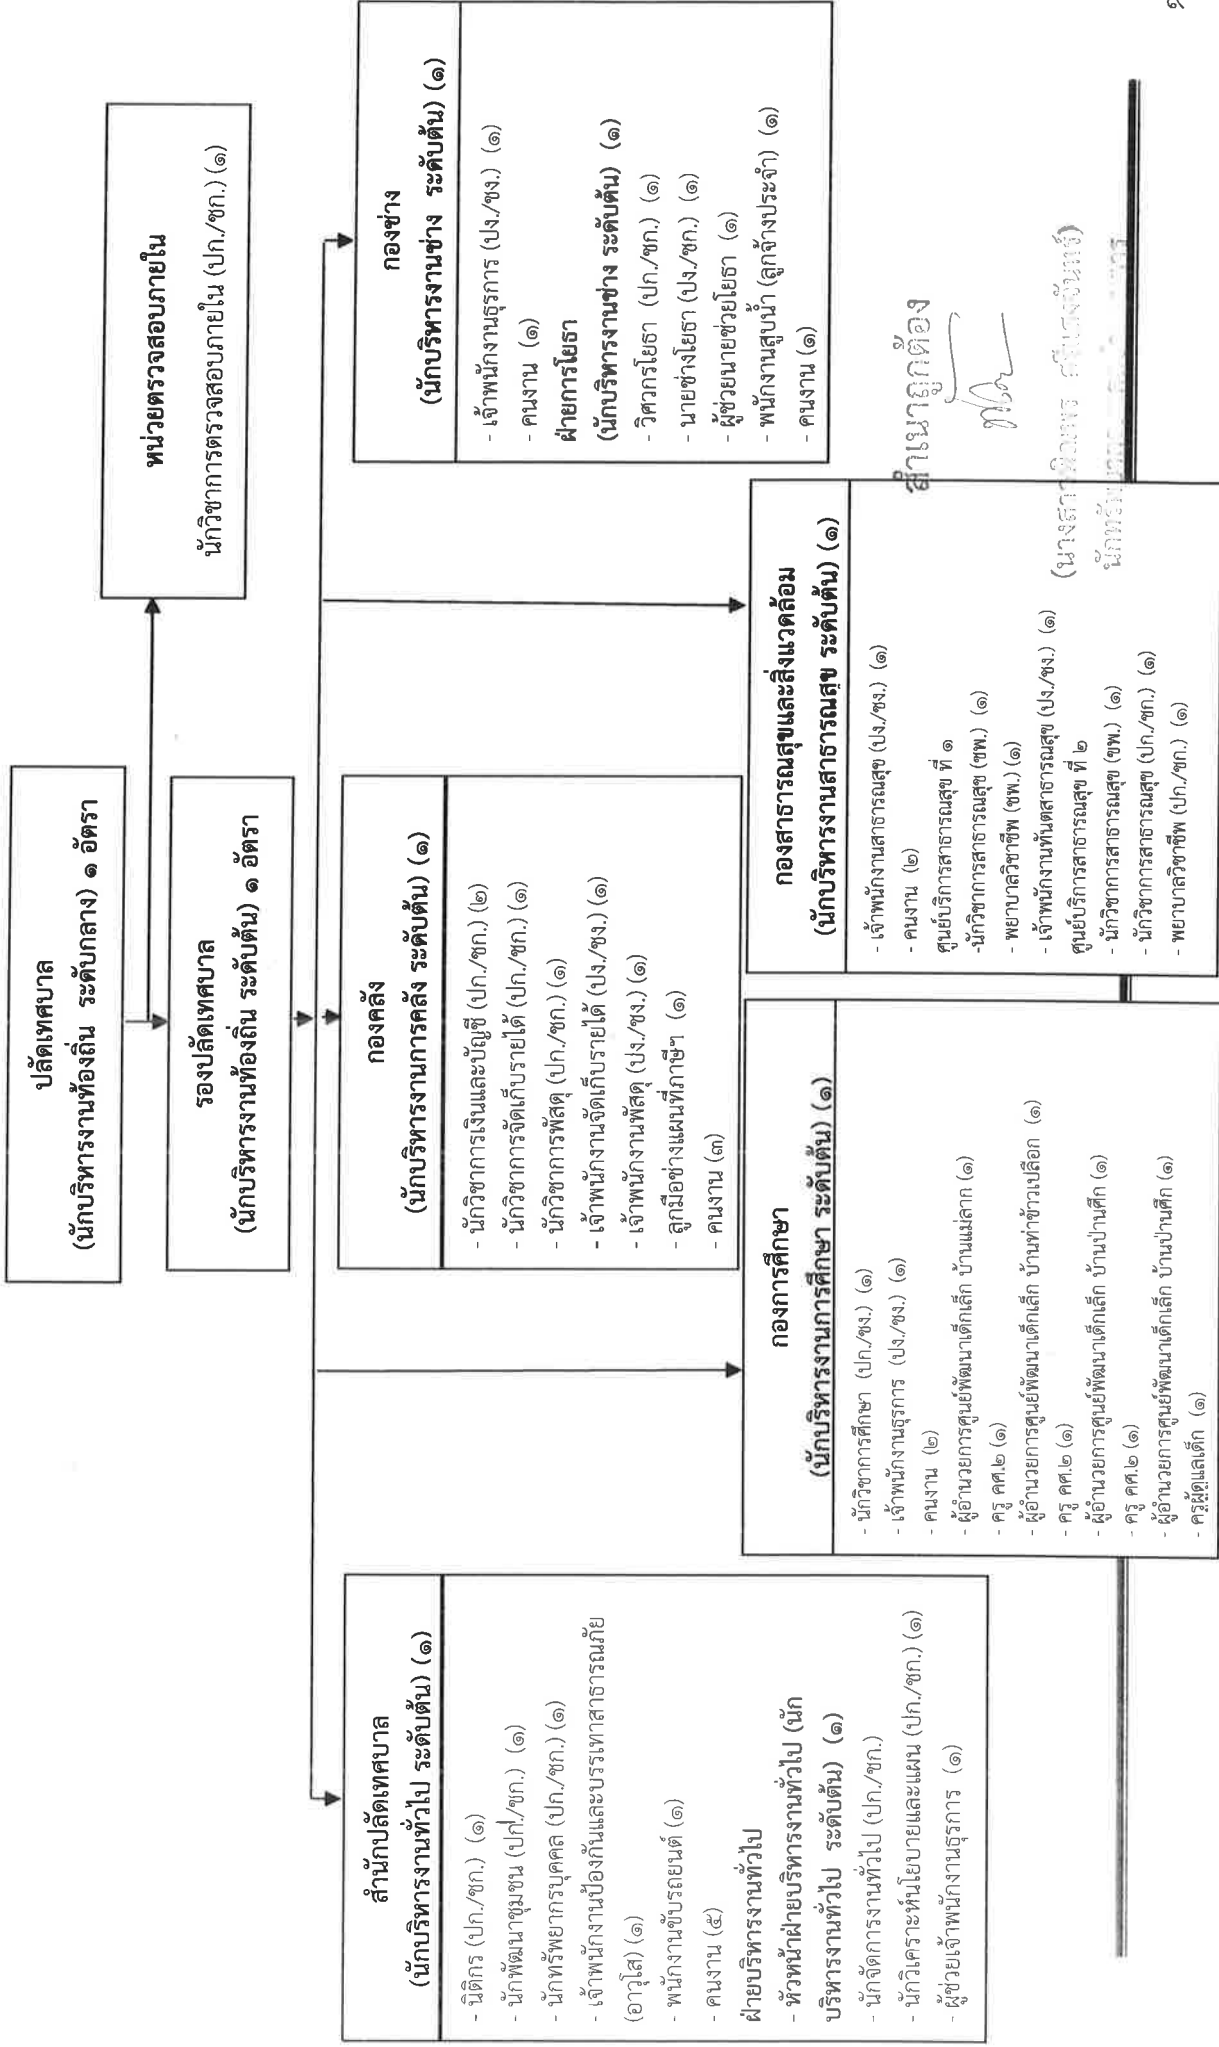 ปลัดเทศบาล
(นักบริหารงานท้องถิ่น ระดับกลาง) ๑ อัตรา
รองปลัดเทศบาล
(นักบริหารงานท้องถิ่น ระดับต้น) ๑ อัตรา
หน่วยตรวจสอบภายใน
นักวิชาการตรวจสอบภายใน (ปก./ชก.) (๑)
สำนักปลัดเทศบาล
(นักบริหารงานทั่วไป ระดับต้น) (๑)
- นิติกร (ปก./ชก.) (๑)
- นักพัฒนาชุมชน (ปก/./ชก.) (๑)
- นักทรัพยากรบุคคล (ปก./ชก.) (๑)
- เจ้าพนักงานป้องกันและบรรเทาสาธารณภัย
(อาวุโส) (๑)
- พนักงานขับรถยนต์ (๑)
- คนงาน (๕)
ฝ่ายบริหารงานทั่วไป
- หัวหน้าฝ่ายบริหารงานทั่วไป (นัก
บริหารงานทั่วไป ระดับต้น) (๑)
- นักจัดการงานทั่วไป (ปก./ชก.)
- นักวิเคราะห์นโยบายและแผน (ปก./ชก.) (๑)
- ผู้ช่วยเจ้าพนักงานธุรการ (๑)
กองคลัง
(นักบริหารงานการคลัง ระดับต้น) (๑)
- นักวิชาการเงินและบัญชี (ปก./ชก.) (๒)
- นักวิชาการจัดเก็บรายได้ (ปก./ชก.) (๑)
- นักวิชาการพัสดุ (ปก./ชก.) (๑)
- เจ้าพนักงานจัดเก็บรายได้ (ปง./ชง.) (๑)
- เจ้าพนักงานพัสดุ (ปง./ชง.) (๑)
- ลูกมือช่างแผนที่ภาษีฯ (๑)
- คนงาน (๓)
กองช่าง
(นักบริหารงานช่าง ระดับต้น) (๑)
- เจ้าพนักงานธุรการ (ปง./ชง.) (๑)
- คนงาน (๑)
ฝ่ายการโยธา
(นักบริหารงานช่าง ระดับต้น) (๑)
- วิศวกรโยธา (ปก./ชก.) (๑)
- นายช่างโยธา (ปง./ชก.) (๑)
- ผู้ช่วยนายช่วยโยธา (๑)
- พนักงานสูบน้ำ (ลูกจ้างประจำ) (๑)
- คนงาน (๑)
กองการศึกษา
(นักบริหารงานการศึกษา ระดับต้น) (๑)
- นักวิชาการศึกษา (ปก./ชง.) (๑)
- เจ้าพนักงานธุรการ (ปง./ชง.) (๑)
- คนงาน (๒)
- ผู้อำนวยการศูนย์พัฒนาเด็กเล็ก บ้านแม่ลาก (๑)
- ครู คศ.๒ (๑)
- ผู้อำนวยการศูนย์พัฒนาเด็กเล็ก บ้านท่าข้าวเปลือก (๑)
- ครู คศ.๒ (๑)
- ผู้อำนวยการศูนย์พัฒนาเด็กเล็ก บ้านป่านศึก (๑)
- ครู คศ.๒ (๑)
- ผู้อำนวยการศูนย์พัฒนาเด็กเล็ก บ้านป่านศึก (๑)
- ครูผู้ดูแลเด็ก (๑)
กองสาธารณสุขและสิ่งแวดล้อม
(นักบริหารงานสาธารณสุข ระดับต้น) (๑)
- เจ้าพนักงานสาธารณสุข (ปง./ชง.) (๑)
- คนงาน (๒)
ศูนย์บริการสาธารณสุข ที่ ๑
-นักวิชาการสาธารณสุข (ชพ.) (๑)
- พยาบาลวิชาชีพ (ชพ.) (๑)
- เจ้าพนักงานทันตสาธารณสุข (ปง./ชง.) (๑)
ศูนย์บริการสาธารณสุข ที่ ๒
- นักวิชาการสาธารณสุข (ชพ.) (๑)
- นักวิชาการสาธารณสุข (ปก./ชก.) (๑)
- พยาบาลวิชาชีพ (ปก./ชก.) (๑)
สำเนาถูกต้อง